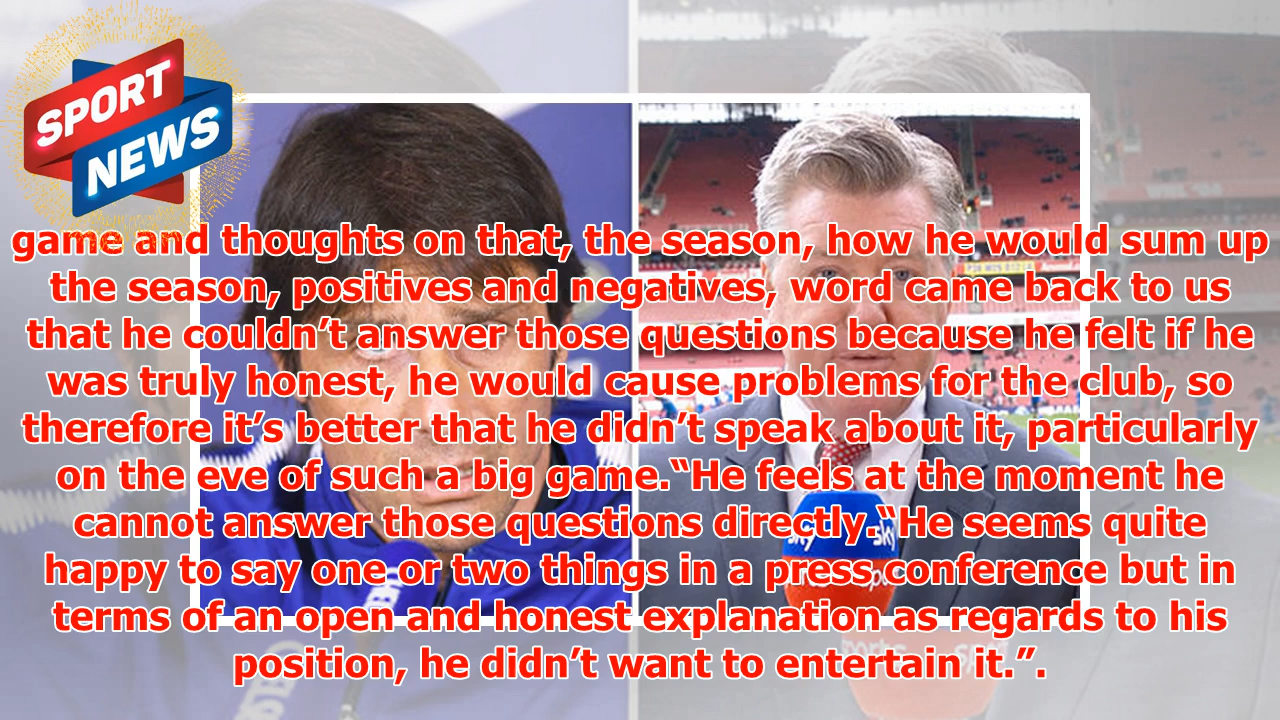 SPORT
NEWS
game and thoughts on that, the season, how he would sum up
the season, positives and negatives, word came back to us
that he couldn’t answer those questions because he felt if he
was truly honest, he would cause problems for the club, so
therefore it’s better that he didn’t speak about it, particularly
on the eve of such a big game.“He feels at the moment he
cannot answer those questions directly.“He seems quite
happy to say one or two things in a press conference but in
terms of an open and honest explanation as regards to his
position, he didn’t want to entertain it.”.
sky
sky